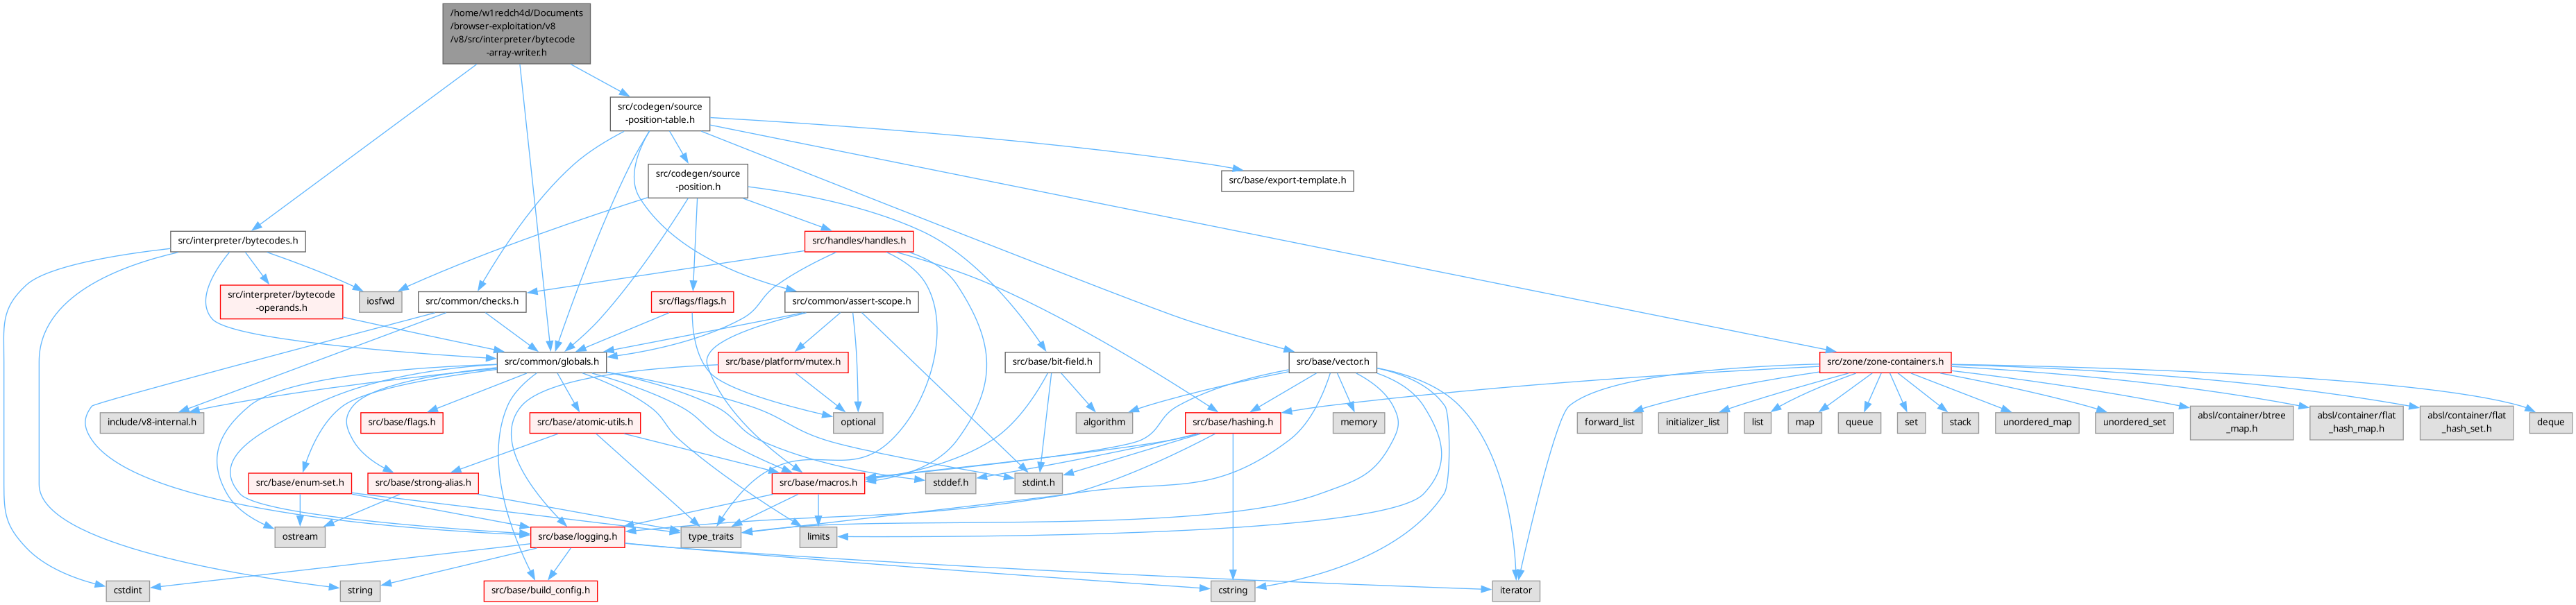 /home/w1redch4d/Documents
/browser-exploitation/v8
/v8/src/interpreter/bytecode
-array-writer.h
src/codegen/source
-position-table.h
src/codegen/source
-position.h
src/base/export-template.h
src/interpreter/bytecodes.h
src/handles/handles.h
src/interpreter/bytecode
-operands.h
iosfwd
src/common/checks.h
src/flags/flags.h
src/common/assert-scope.h
src/common/globals.h
src/base/platform/mutex.h
src/base/bit-field.h
src/base/vector.h
src/zone/zone-containers.h
include/v8-internal.h
src/base/flags.h
src/base/atomic-utils.h
optional
algorithm
src/base/hashing.h
memory
forward_list
initializer_list
list
map
queue
set
stack
unordered_map
unordered_set
absl/container/btree
_map.h
absl/container/flat
_hash_map.h
absl/container/flat
_hash_set.h
deque
src/base/enum-set.h
src/base/strong-alias.h
src/base/macros.h
stddef.h
stdint.h
ostream
src/base/logging.h
type_traits
limits
cstdint
string
src/base/build_config.h
cstring
iterator